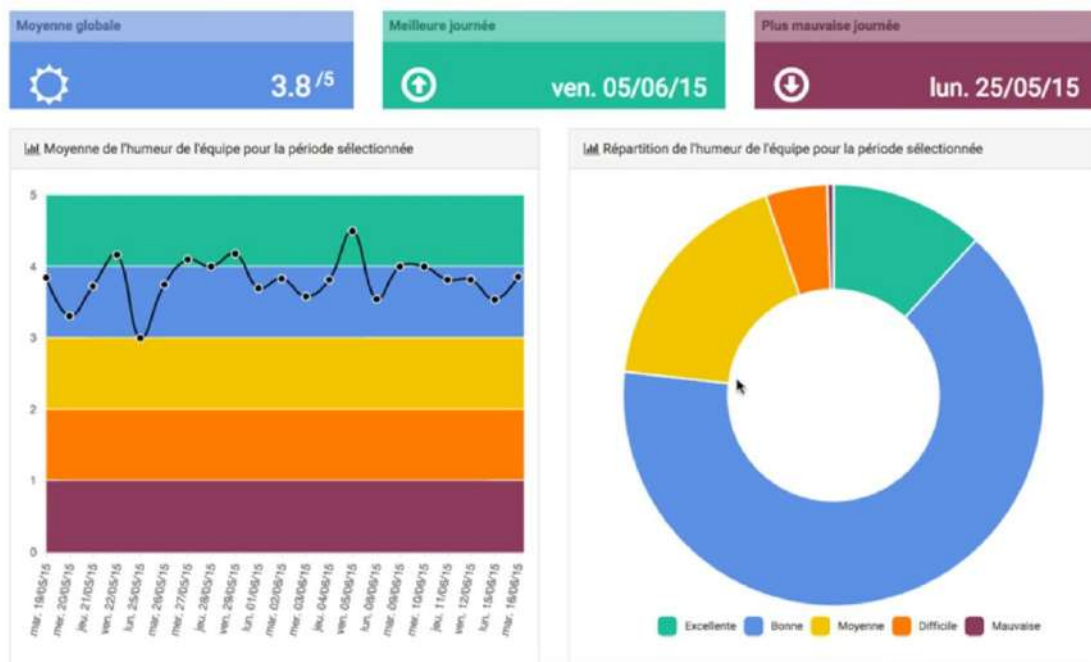 Moyenne globale
3.8 /5
Meilleure journée
ven. 05/06/15
Plus mauvaise journée
lun. 25/05/15
Moyenne de l'humeur de l'équipe pour la période sélectionnée
5
4
3
2
1
0
mar. 19/05/15
mer. 20/05/15
jeu. 21/05/15
ven. 22/05/15
lun. 25/05/15
mar. 26/05/15
mer. 27/05/15
jeu. 28/05/15
ven. 29/05/15
lun. 01/06/15
mar. 02/06/15
mer. 03/06/15
jeu. 04/06/15
ven. 05/06/15
lun. 08/06/15
mar. 09/06/15
mer. 10/06/15
jeu. 11/06/15
ven. 12/06/15
lun. 15/06/15
mar. 16/06/15
Répartition de l'humeur de l'équipe pour la période sélectionnée
Excellente
Bonne
Moyenne
Difficile
Mauvaise